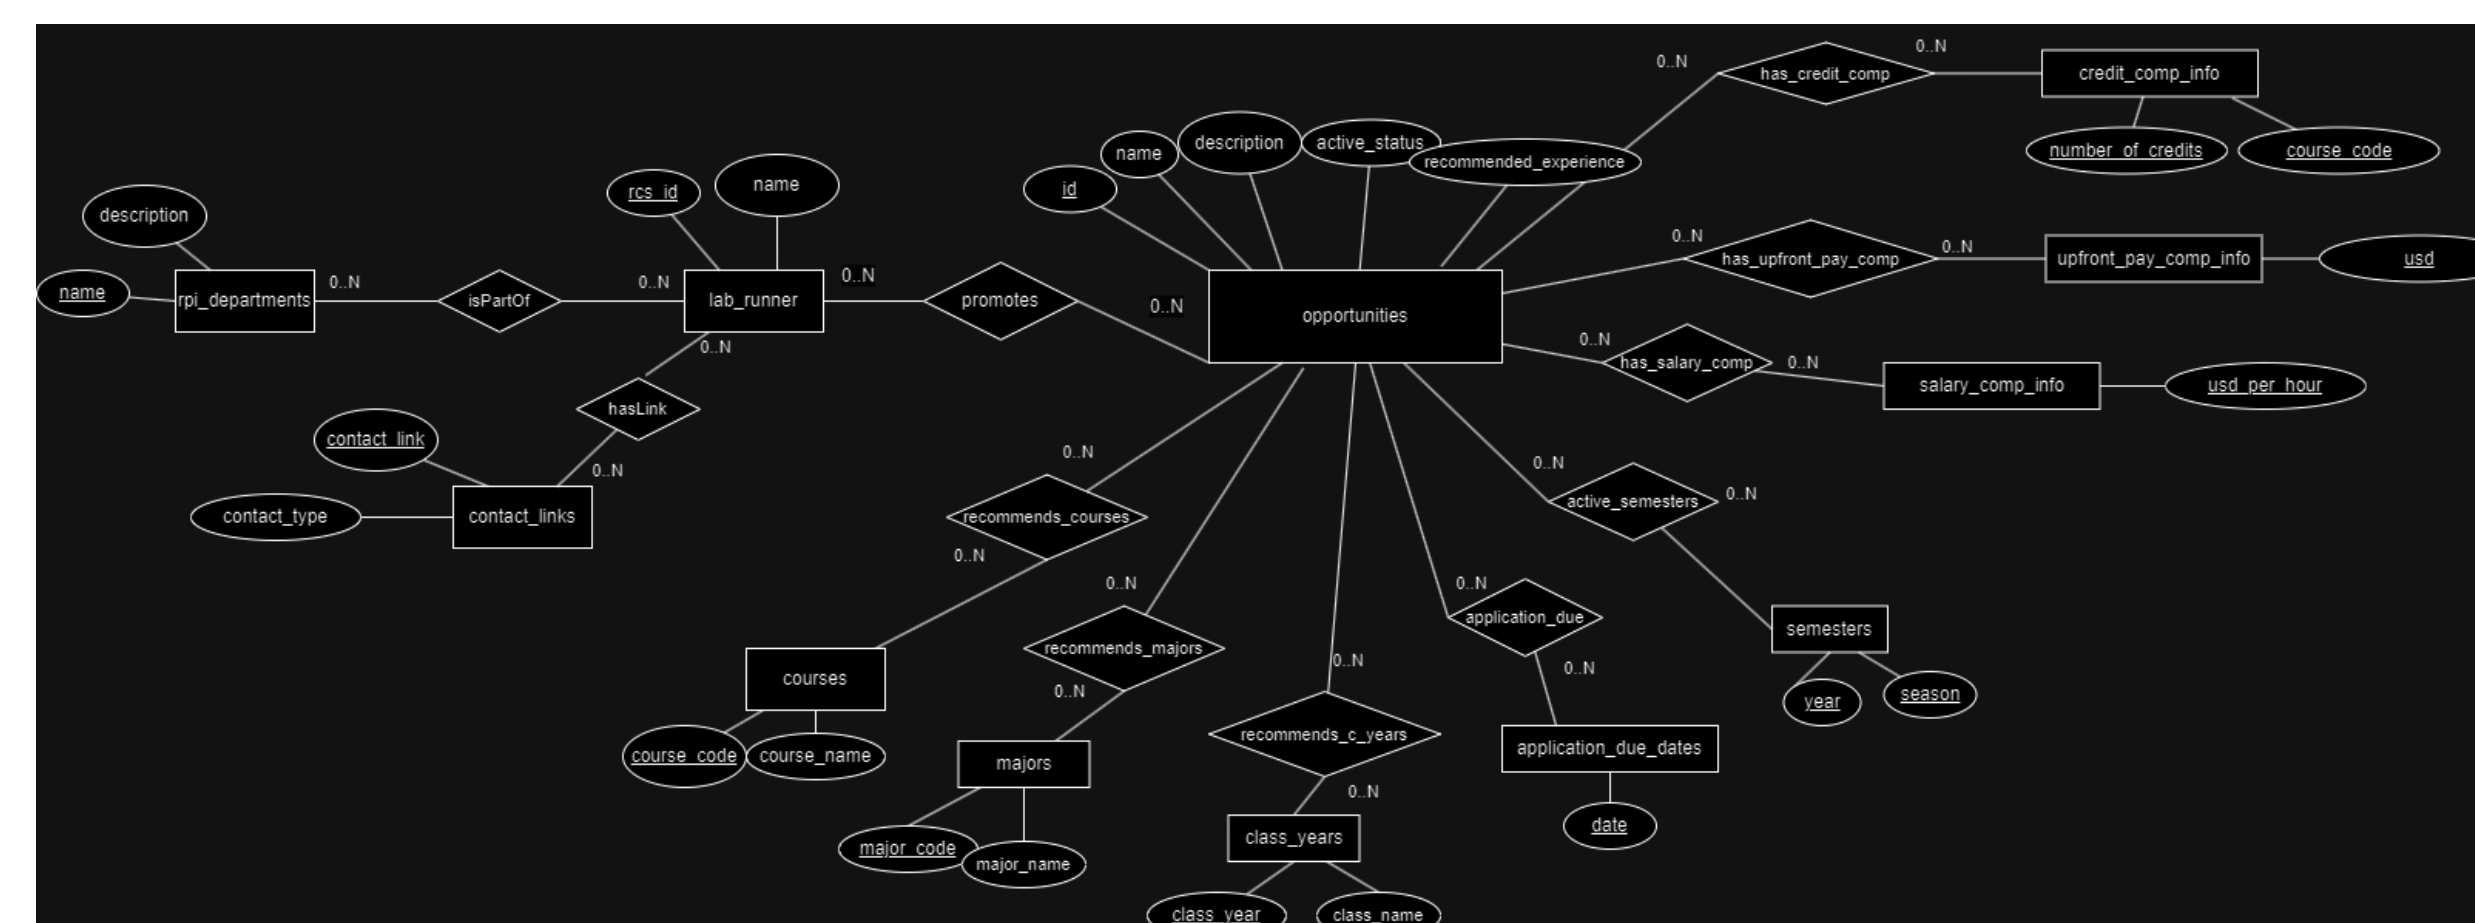 0..N
0..N
has_credit_comp
credit_comp_info
number_of_credits
course_code
name
description
active_status
recommended_experience
id
rcs_id
name
description
name
rpi_departments
0..N
isPartOf
0..N
lab_runner
0..N
promotes
0..N
opportunities
0..N
has_upfront_pay_comp
0..N
upfront_pay_comp_info
usd
0..N
has_salary_comp
0..N
salary_comp_info
usd_per_hour
0..N
hasLink
0..N
contact_link
contact_type
contact_links
0..N
recommends_courses
0..N
courses
course_code
course_name
0..N
recommends_majors
0..N
majors
major_code
major_name
0..N
recommends_c_years
0..N
class_years
class_year
class_name
0..N
application_due
0..N
application_due_dates
date
0..N
active_semesters
0..N
semesters
year
season